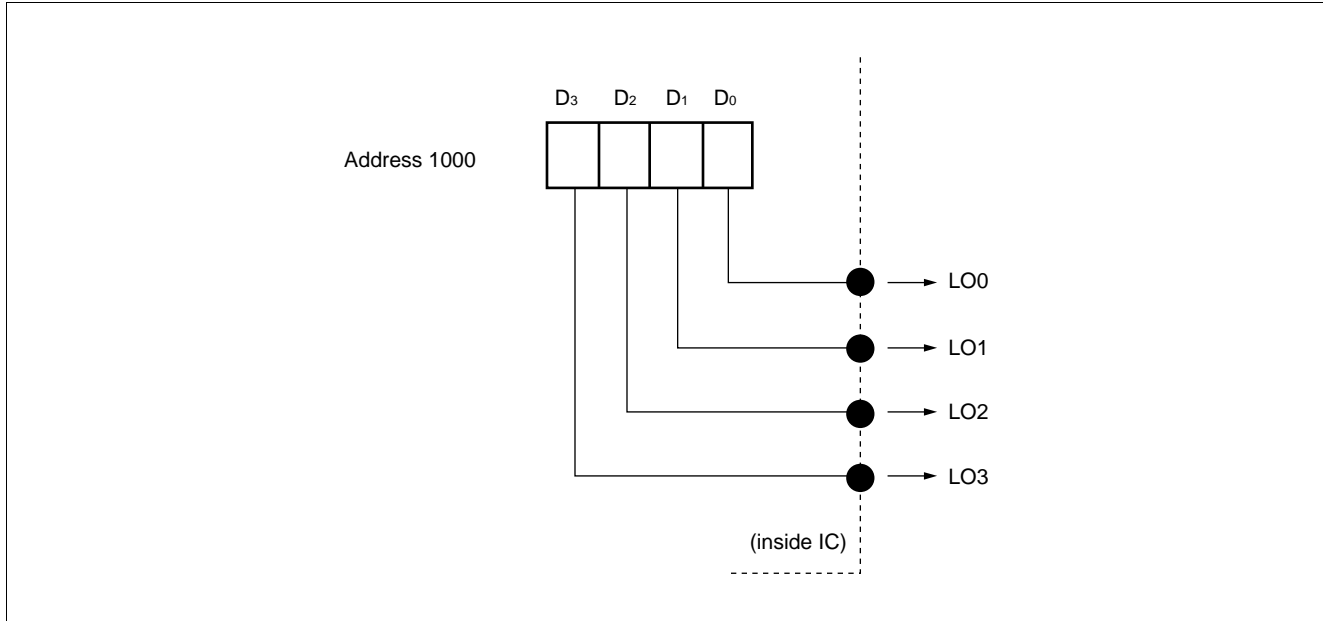 D3 D2 D1 D0
Address 1000
LO0
LO1
LO2
LO3
(inside IC)